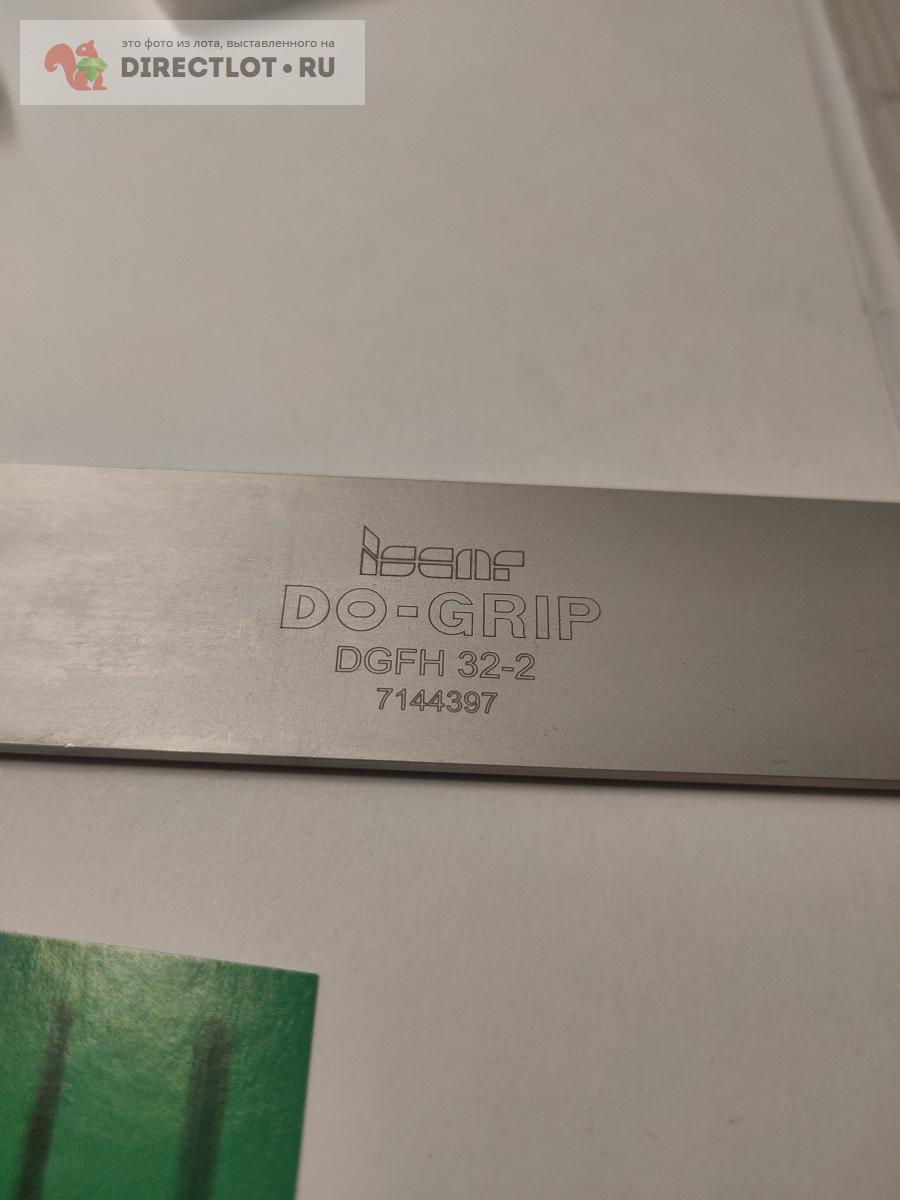 это фото из лота, выставленного на
DIRECTLOT•RU
iscar
DO-GRIP
DGFH 32-2
7144397